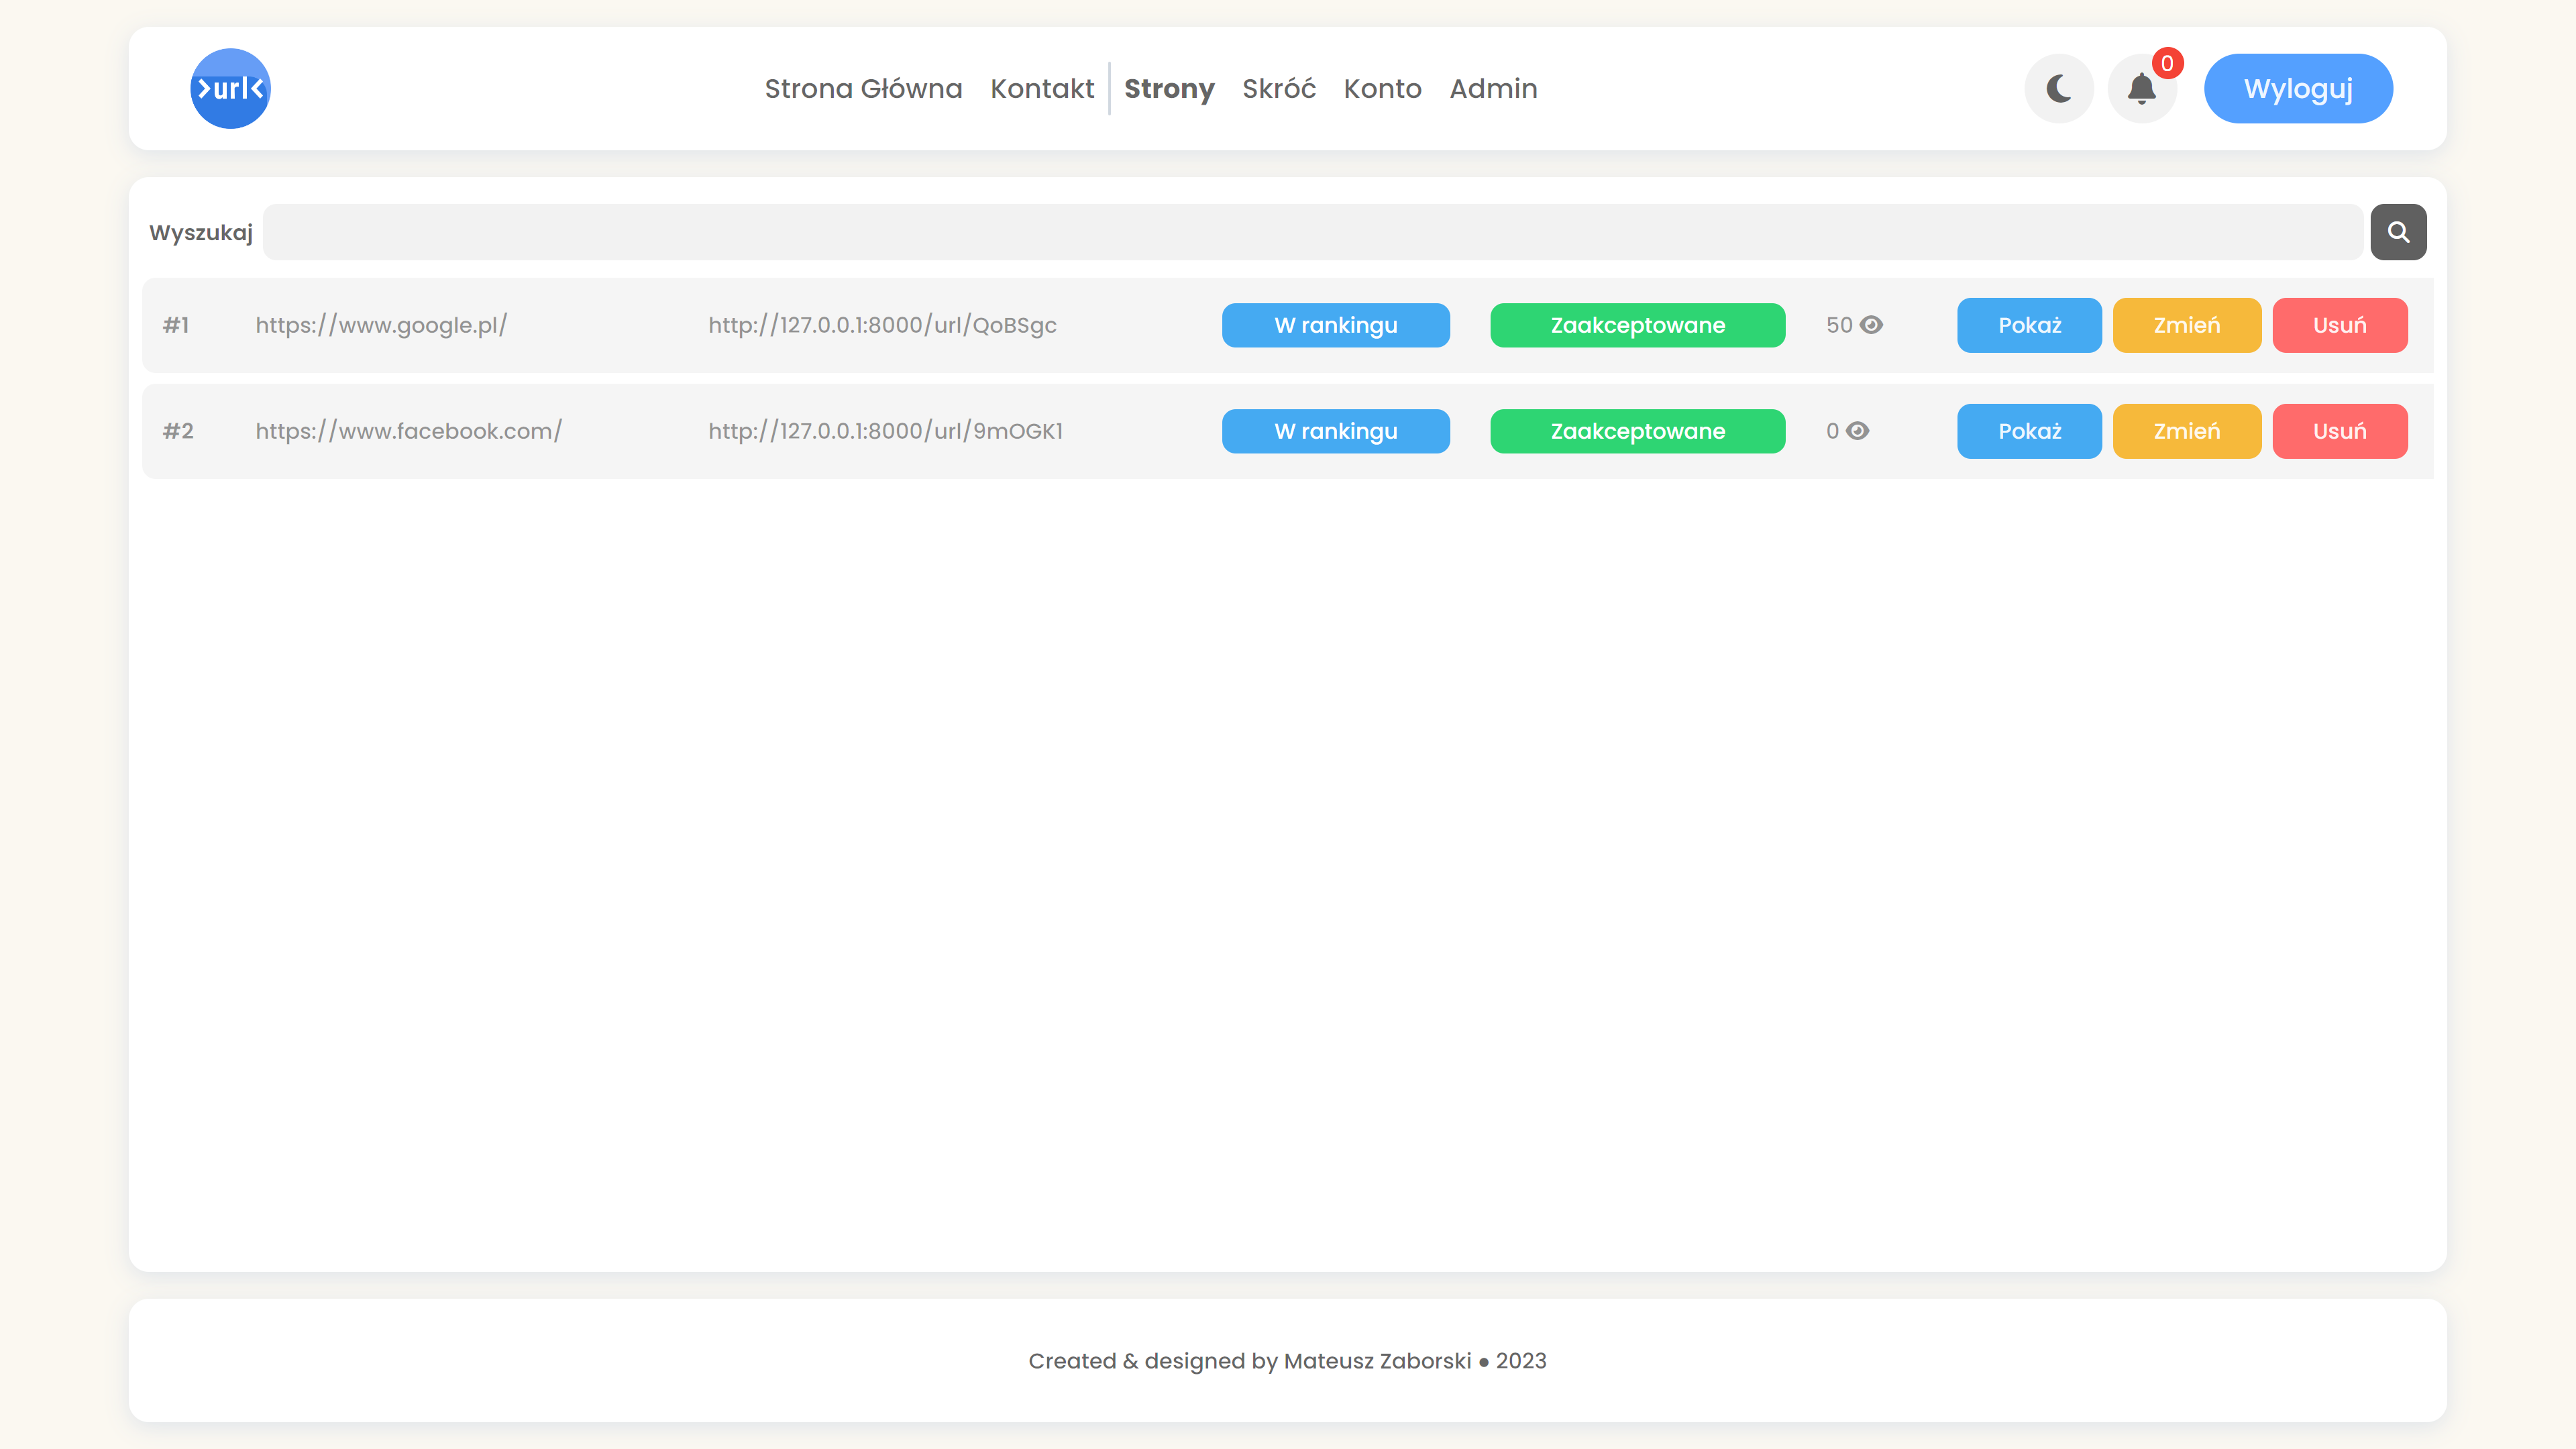 >url<
Strona Główna Kontakt Strony Skróć Konto Admin 0 Wyloguj
Wyszukaj
#1 https://www.google.pl/ http://127.0.0.1:8000/url/QoBSgc W rankingu Zaakceptowane 50 Pokaż Zmień Usuń
#2 https://www.facebook.com/ http://127.0.0.1:8000/url/9mOGK1 W rankingu Zaakceptowane 0 Pokaż Zmień Usuń
Created & designed by Mateusz Zaborski ● 2023